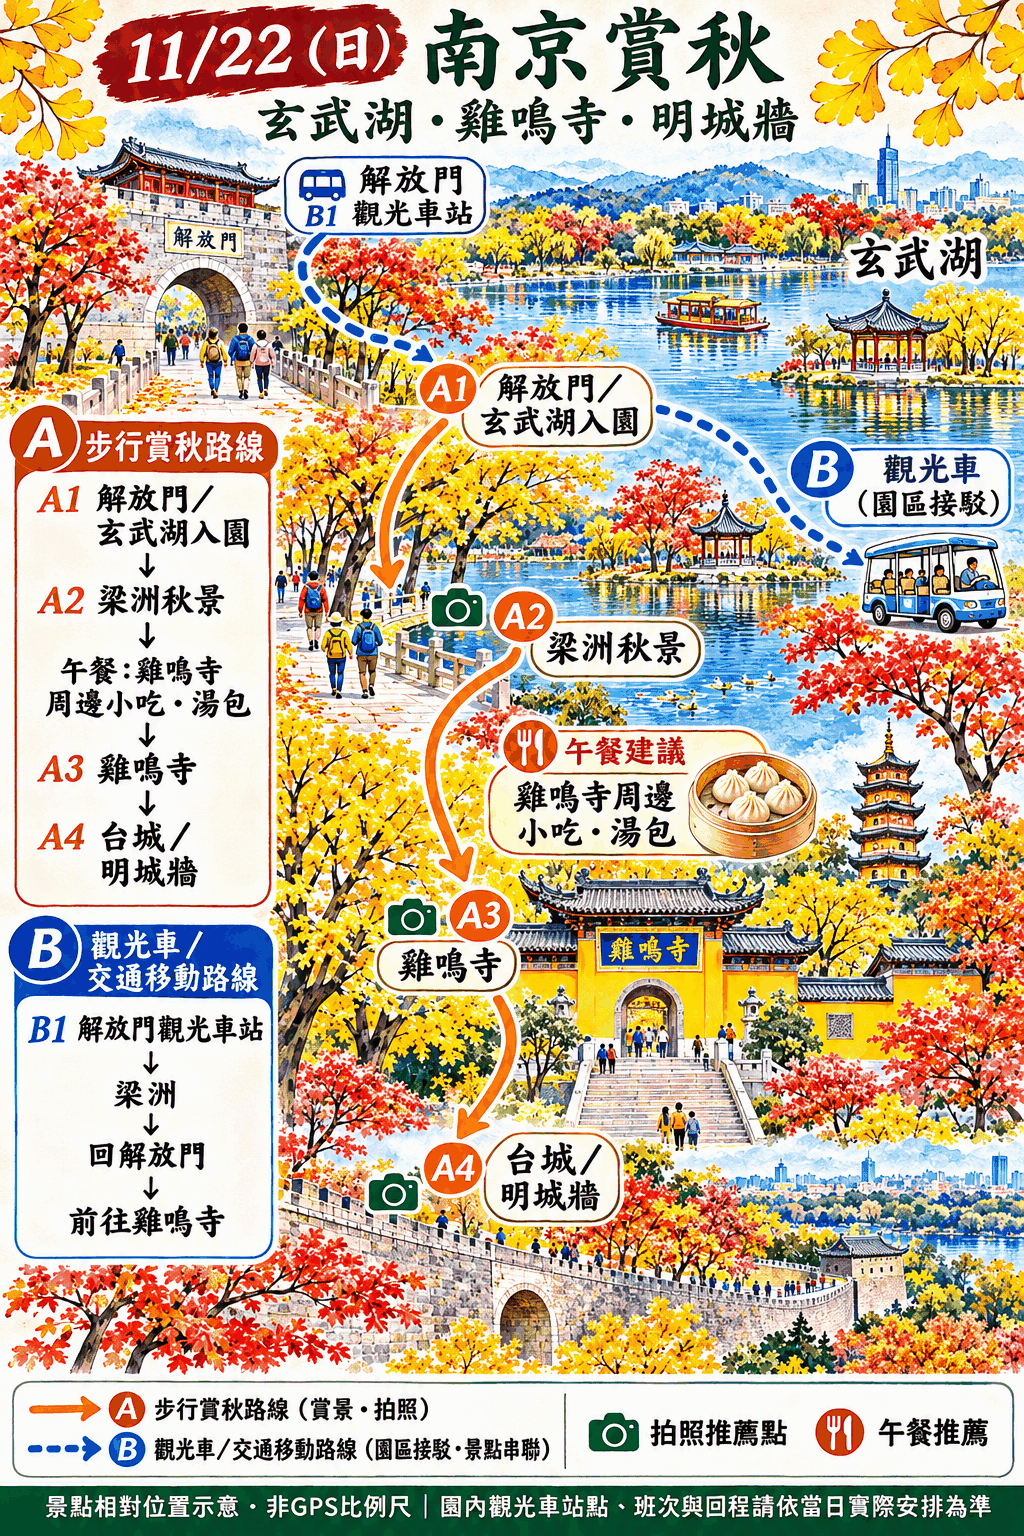 11/22(日)
南京賞秋
玄武湖·雞鳴寺·明城牆
解放門
B1 觀光車站
解放門
玄武湖
A1 解放門/
玄武湖入園
B 觀光車
(園區接駁)
A 步行賞秋路線
A1 解放門/
玄武湖入園
↓
A2 梁洲秋景
↓
午餐:雞鳴寺
周邊小吃·湯包
↓
A3 雞鳴寺
↓
A4 台城/
明城牆
A2
梁洲秋景
午餐建議
雞鳴寺周邊
小吃·湯包
A3
雞鳴寺
雞鳴寺
B 觀光車/
交通移動路線
B1 解放門觀光車站
↓
梁洲
↓
回解放門
↓
前往雞鳴寺
A4 台城/
明城牆
A 步行賞秋路線(賞景·拍照)
B 觀光車/交通移動路線(園區接駁·景點串聯)
拍照推薦點
午餐推薦
景點相對位置示意·非GPS比例尺|園內觀光車站點、班次與回程請依當日實際安排為準